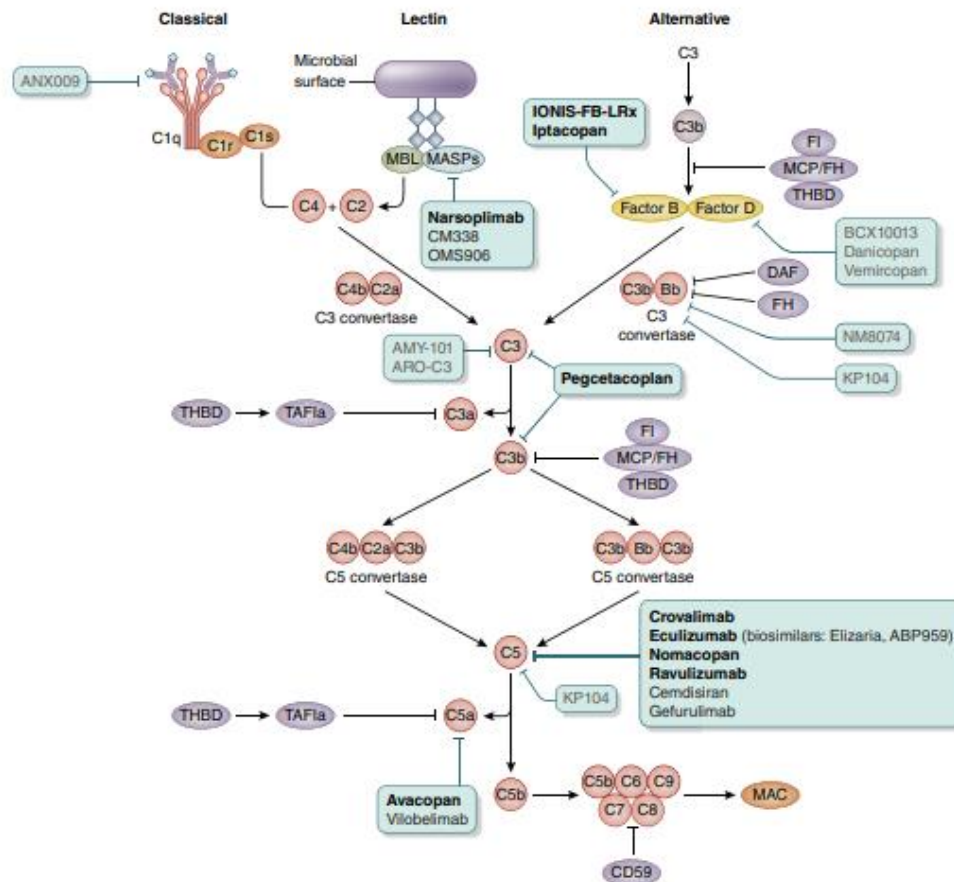 Classical
Lectin
Alternative
Microbial
surface
C3
ANX009
IONIS-FB-LRx
Iptacopan
C3b
FI
MCP/FH
THBD
C1q
C1r
C1s
MBL
MASPs
C4 + C2
Factor B
Factor D
Narsoplimab
CM338
OMS906
BCX10013
Danicopan
Vemircopan
C4b C2a
C3 convertase
C3b Bb
C3
convertase
DAF
FH
AMY-101
ARO-C3
C3
NM8074
Pegcetacoplan
KP104
THBD
TAFIa
C3a
C3b
FI
MCP/FH
THBD
C4b C2a C3b
C5 convertase
C3b Bb C3b
C5 convertase
C5
Crovalimab
Eculizumab (biosimilars: Elizaria, ABP959)
Nomacopan
Ravulizumab
Cemdisiran
Gefurulimab
KP104
THBD
TAFIa
C5a
Avacopan
Vilobelimab
C5b
C5b C6 C9
C7 C8
MAC
CD59